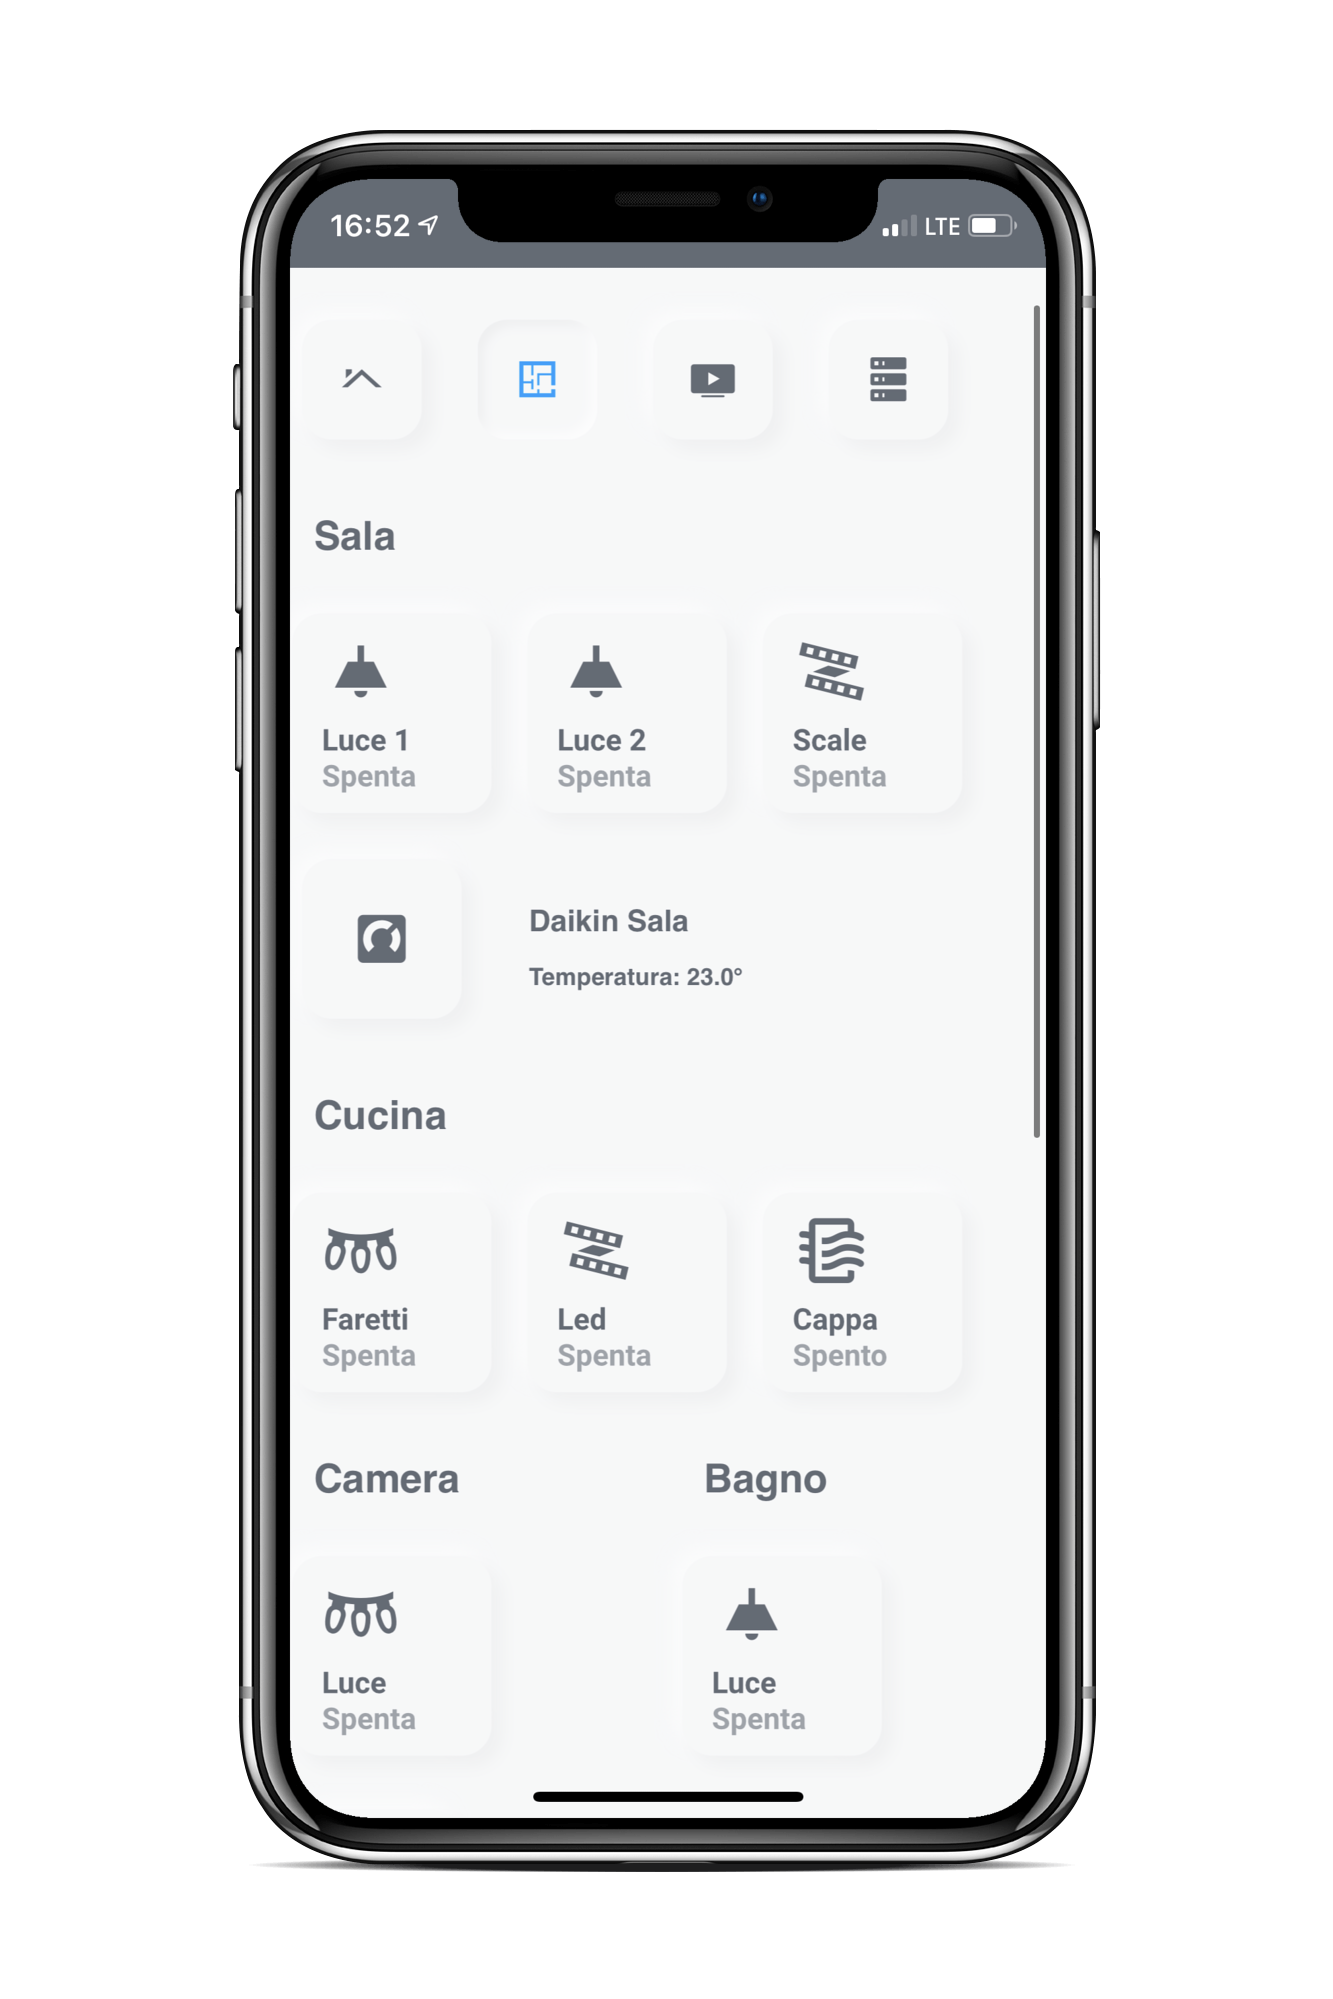 16:52 LTE
Sala
Luce 1
Spenta
Luce 2
Spenta
Scale
Spenta
Daikin Sala
Temperatura: 23.0°
Cucina
Faretti
Spenta
Led
Spenta
Cappa
Spento
Camera
Luce
Spenta
Bagno
Luce
Spenta